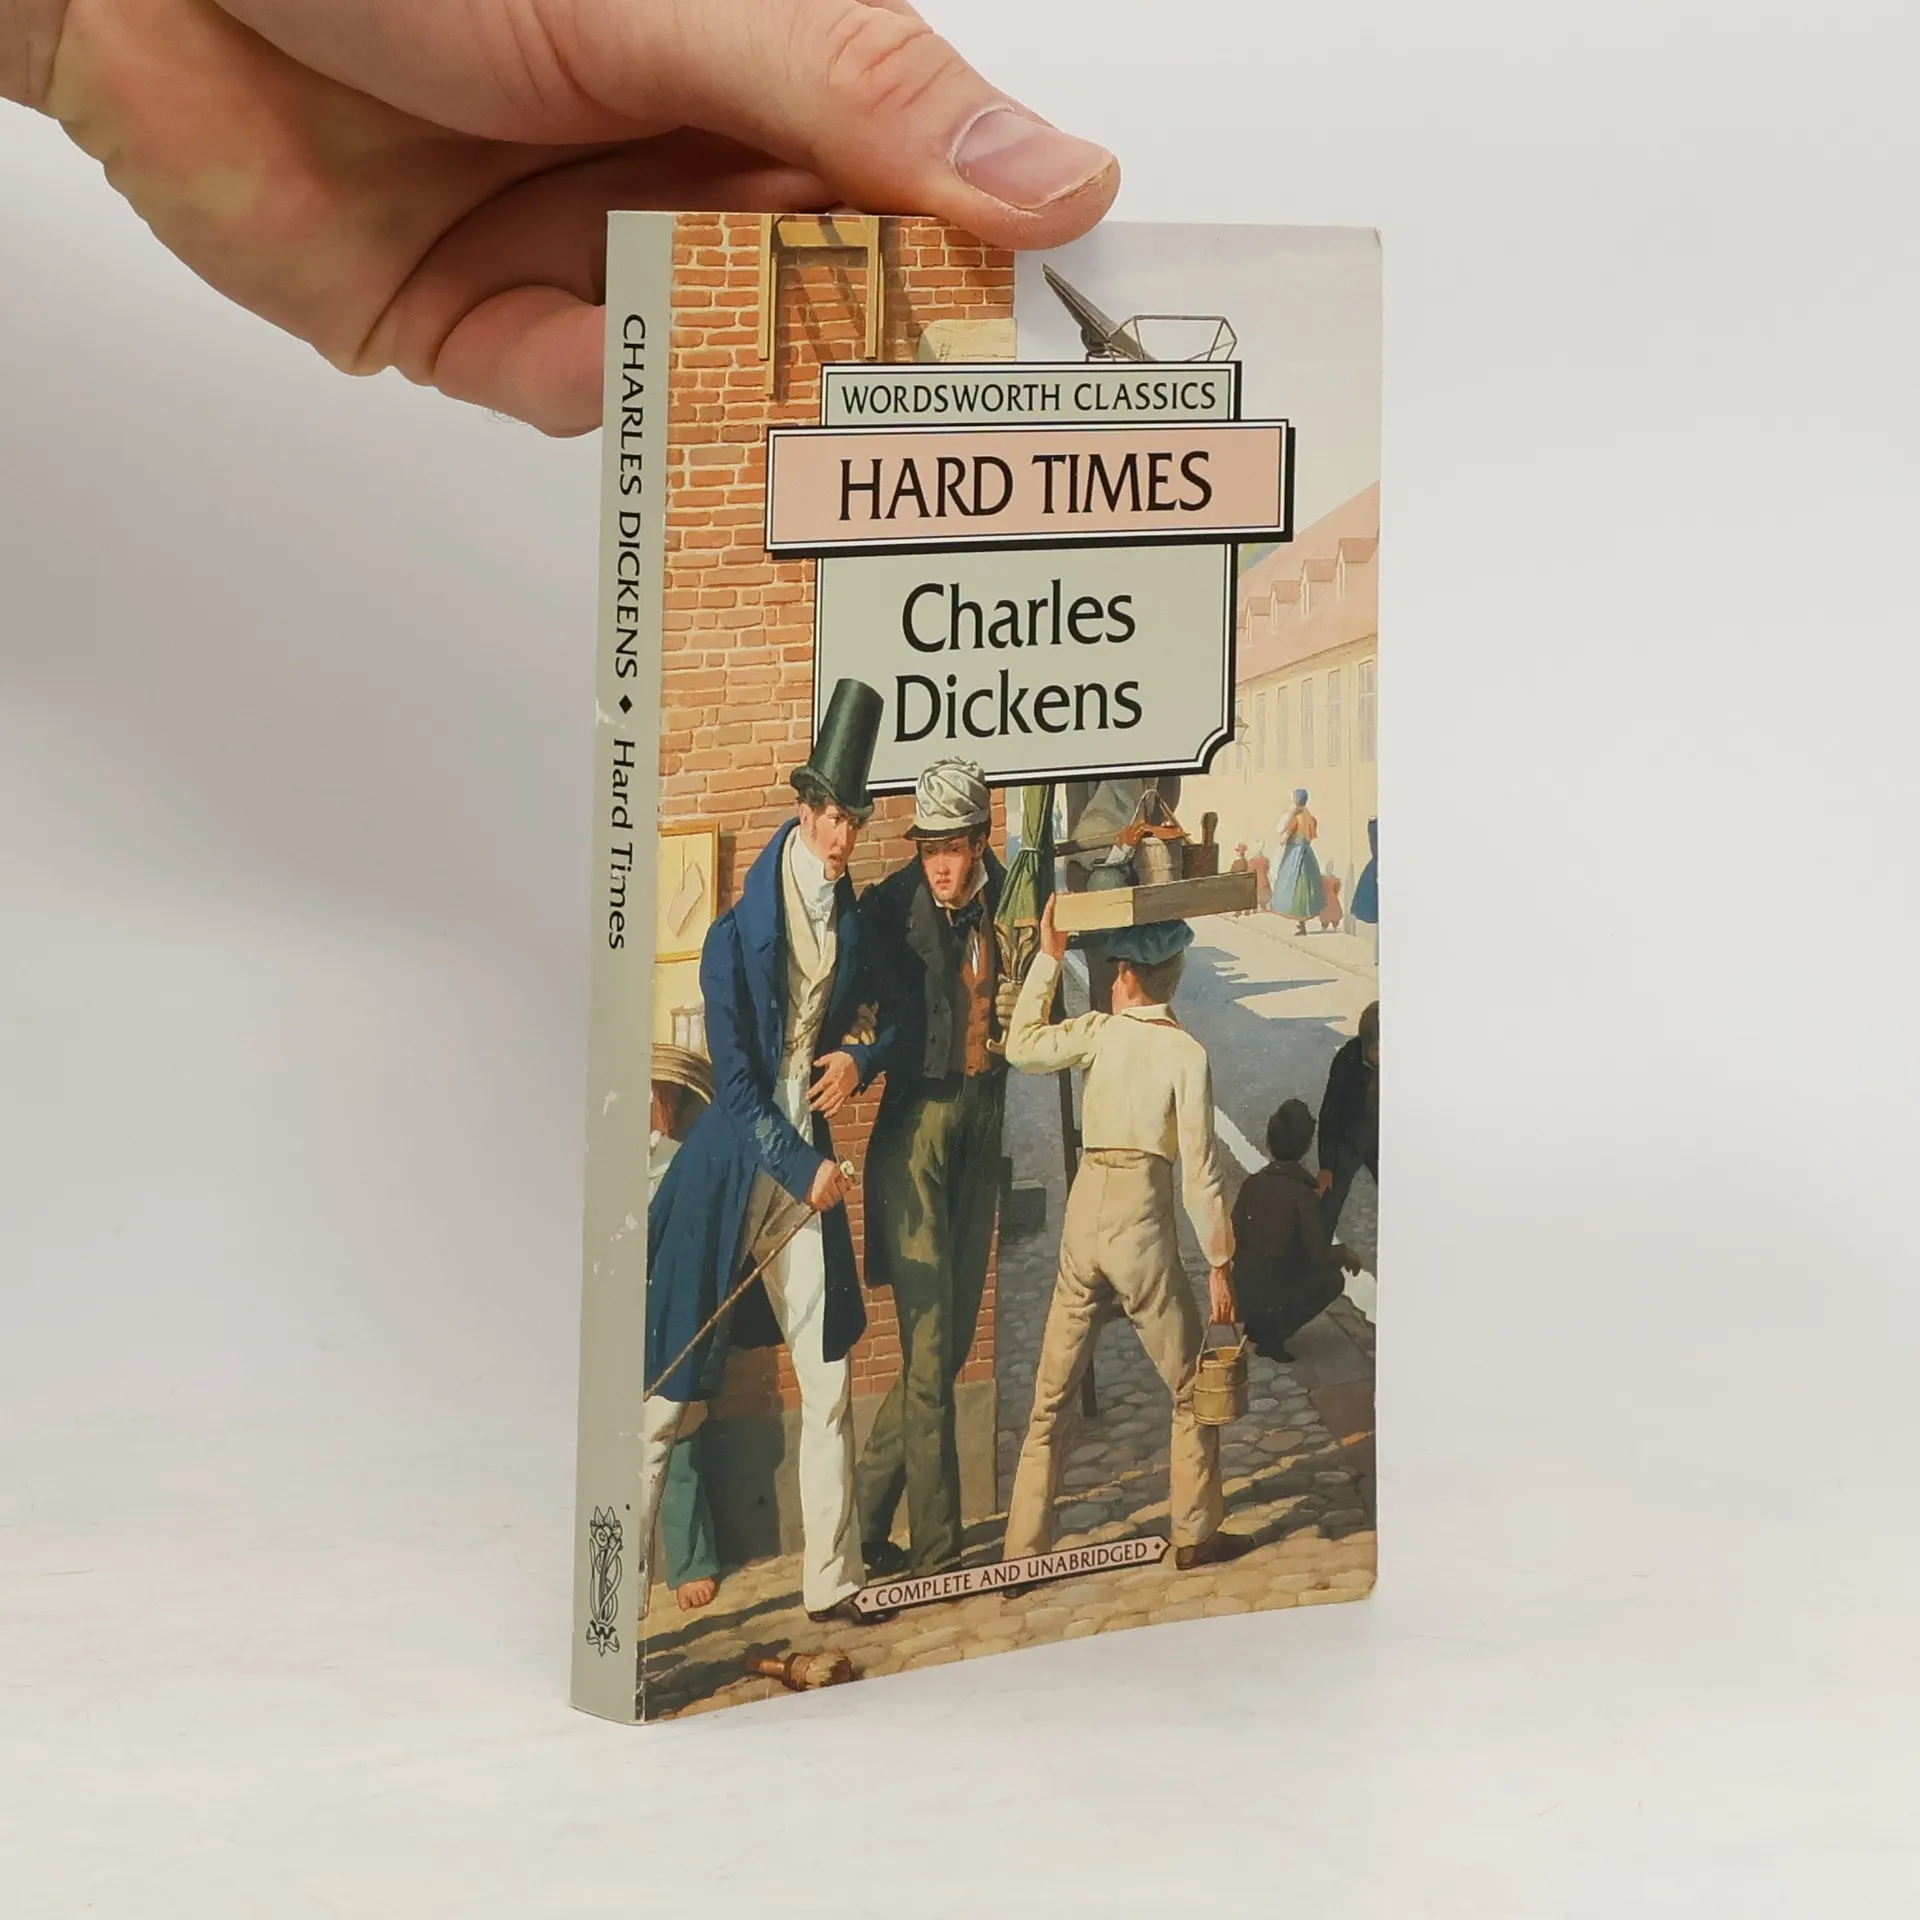 CHARLES DICKENS ♦ Hard Times
WORDSWORTH CLASSICS
HARD TIMES
Charles
Dickens
COMPLETE AND UNABRIDGED
W